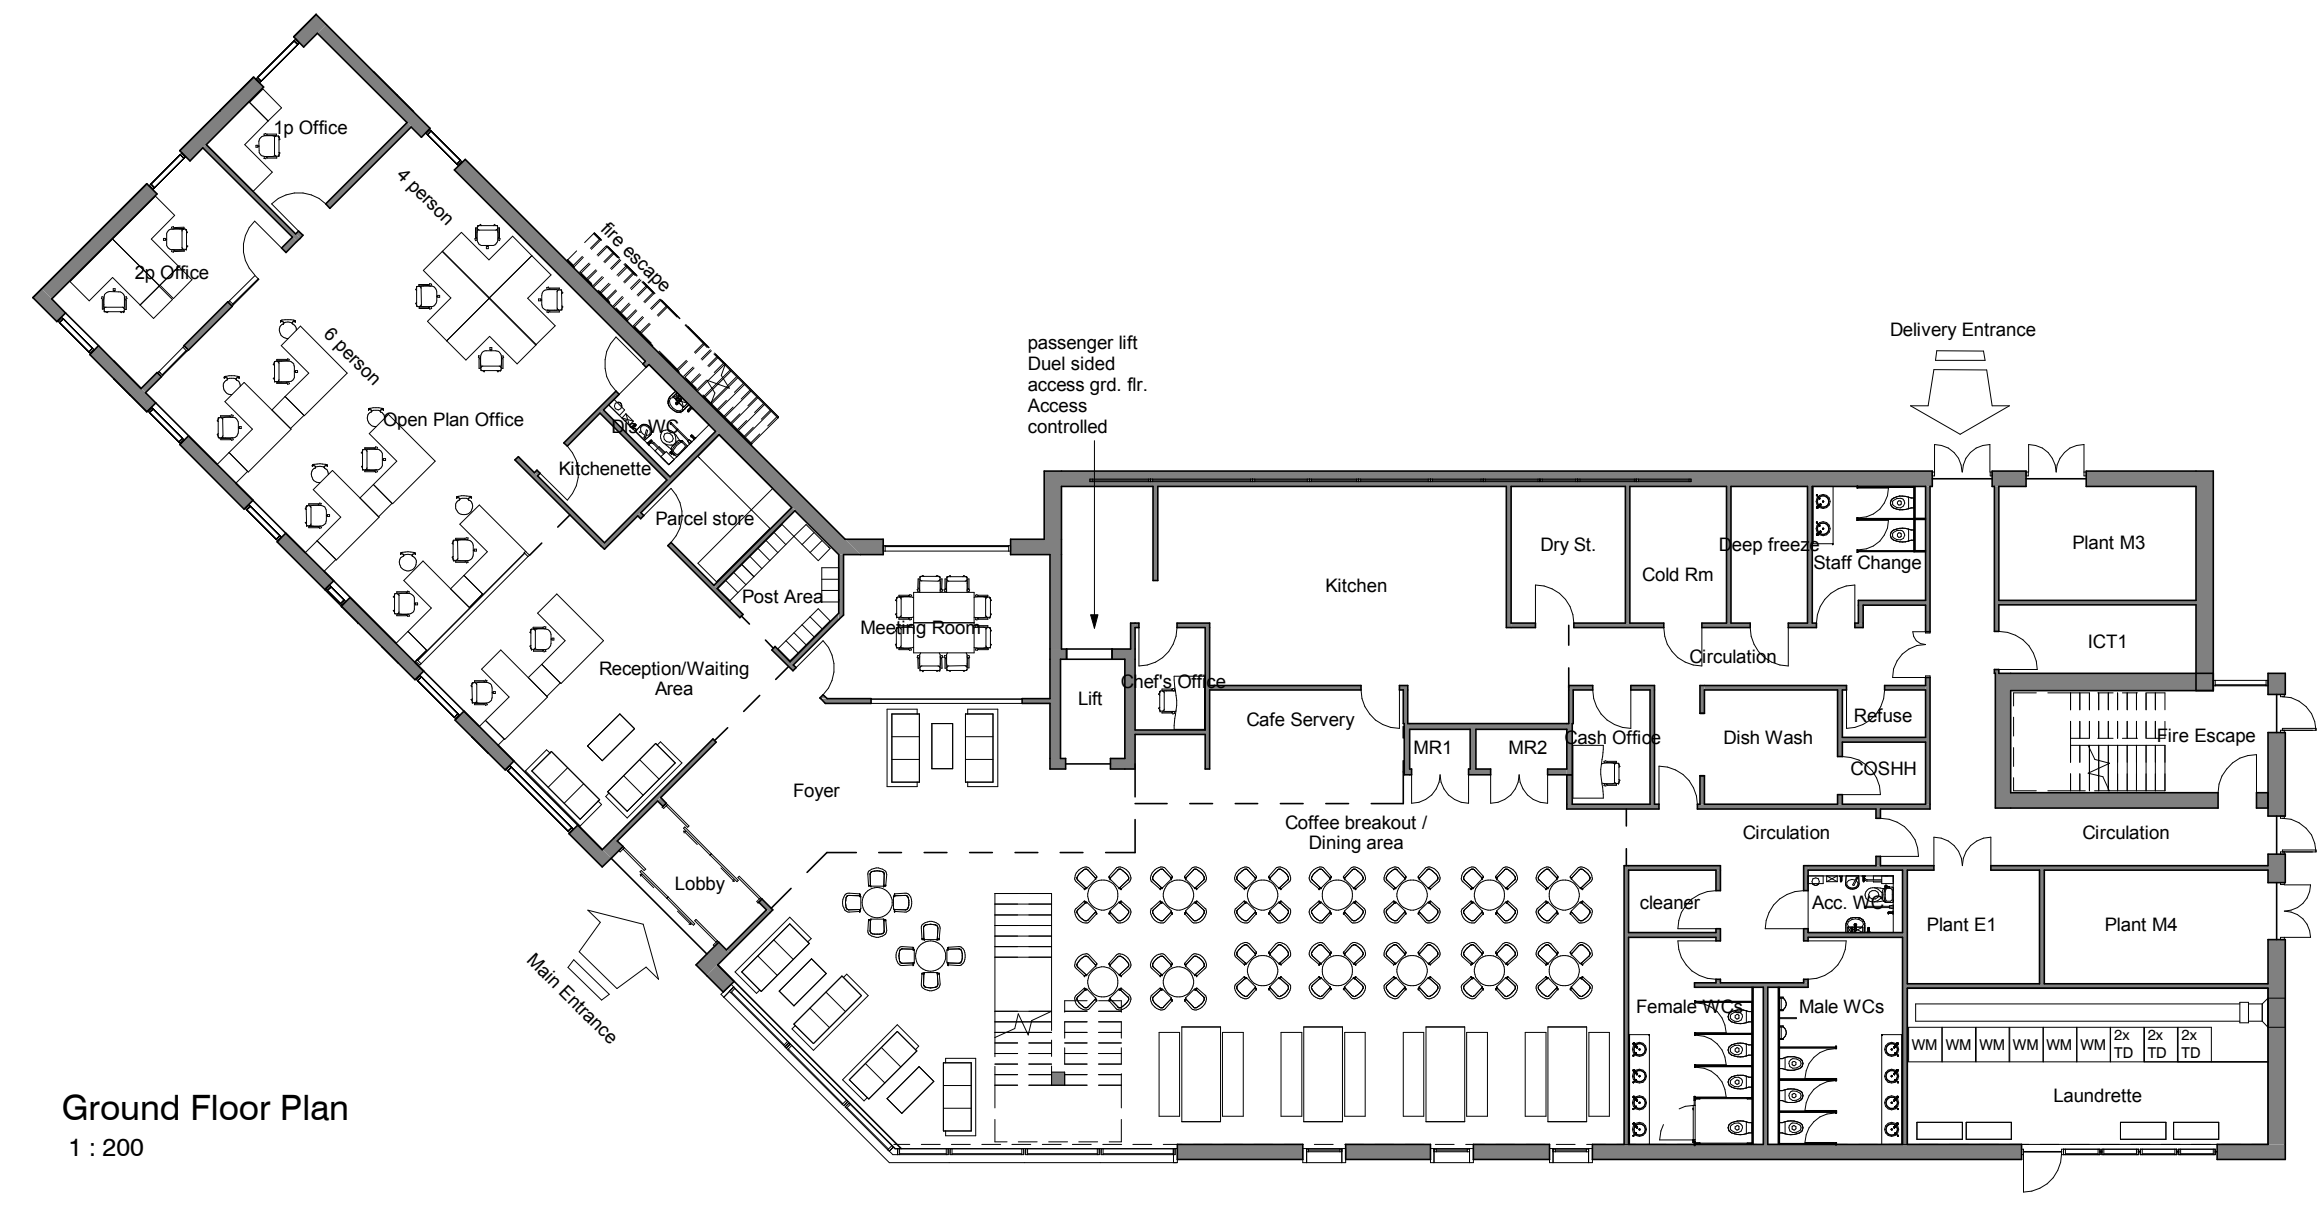 1p Office
4 person
2p Office
fire escape
6 person
Open Plan Office
Dis. WC
Kitchenette
Parcel store
Post Area
Meeting Room
Reception/Waiting
Area
Foyer
Lobby
Main Entrance
passenger lift
Duel sided
access grd. flr.
Access
controlled
Lift
Chef's Office
Kitchen
Cafe Servery
Dry St.
Cold Rm
Deep freeze
Staff Change
Circulation
Delivery Entrance
Plant M3
ICT1
MR1
MR2
Cash Office
Dish Wash
Refuse
COSHH
Fire Escape
Coffee breakout /
Dining area
Circulation
Circulation
cleaner
Acc. WC
Plant E1
Plant M4
Female WCs
Male WCs
WM WM WM WM WM WM 2x 2x 2x
TD TD TD
Laundrette
Ground Floor Plan
1 : 200